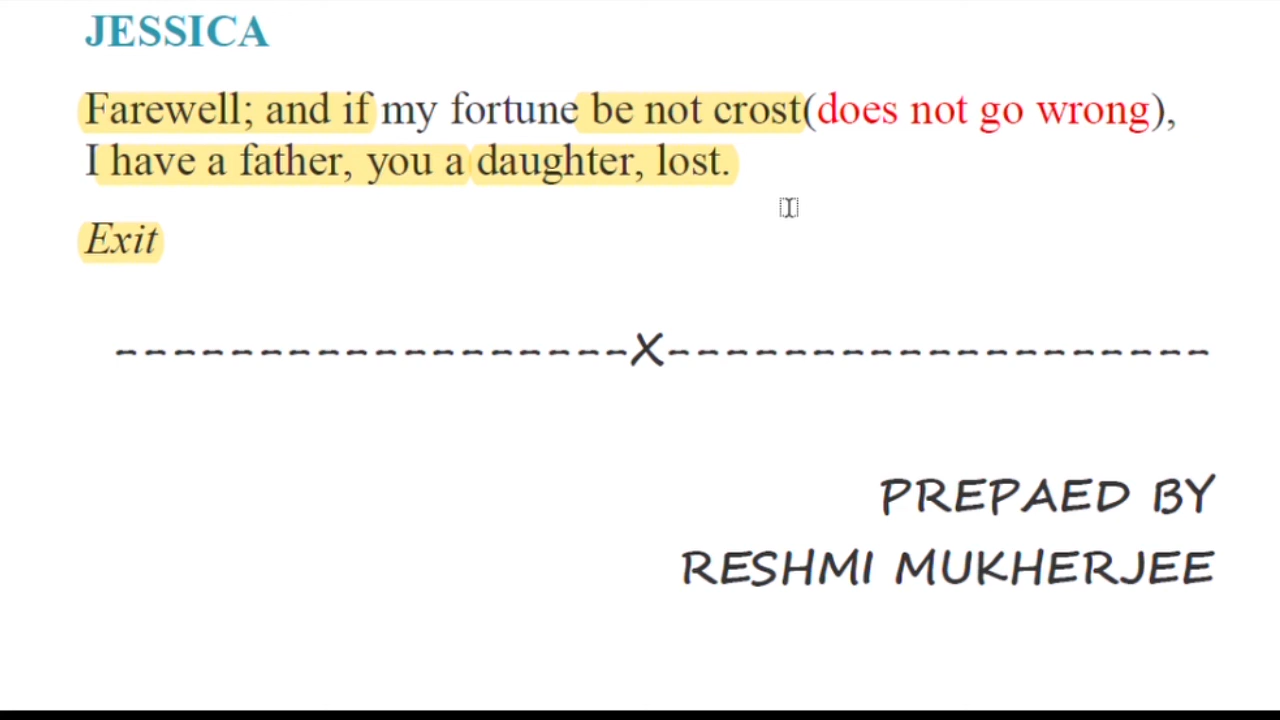 JESSICA
Farewell; and if my fortune be not crost(does not go wrong),
I have a father, you a daughter, lost.
Exit
-------------------X-------------------
PREPAED BY
RESHMI MUKHERJEE